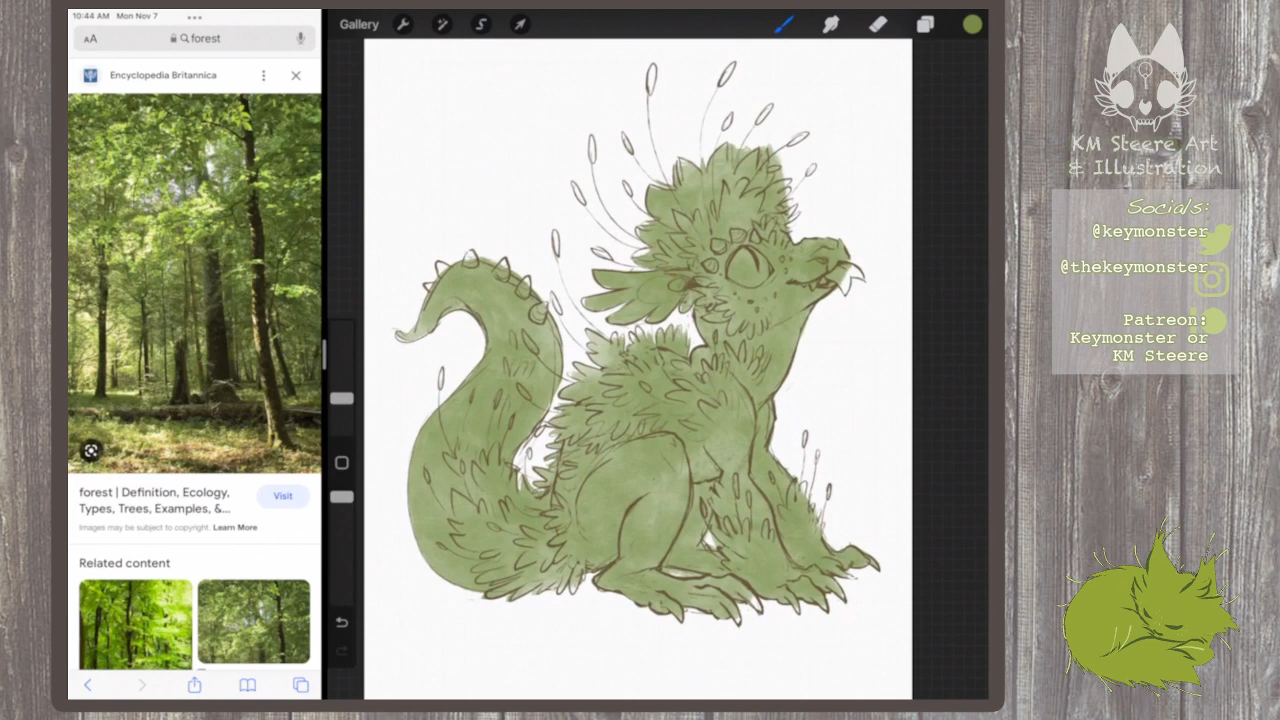 10:44 AM Mon Nov 7
AA
forest
Encyclopedia Britannica
forest | Definition, Ecology,
Types, Trees, Examples, &...
Visit
Images may be subject to copyright. Learn More
Related content
Gallery
KM Steere Art
& Illustration
Socials:
@keymonster
@thekeymonster
Patreon:
Keymonster or
KM Steere